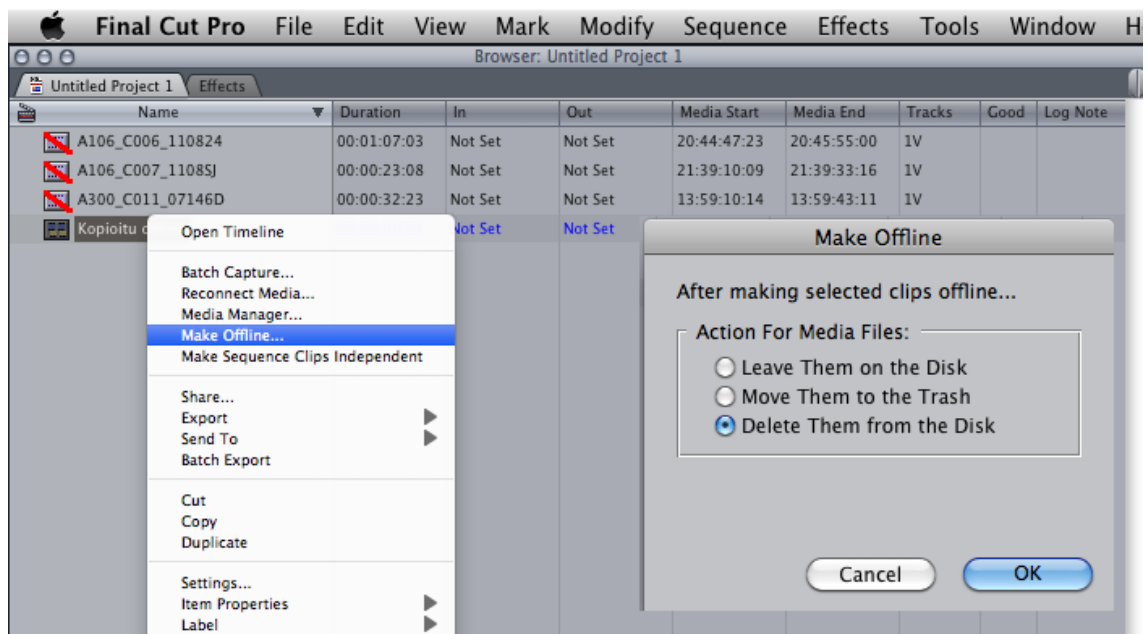 Final Cut Pro File Edit View Mark Modify Sequence Effects Tools Window H
Browser: Untitled Project 1
Untitled Project 1 Effects
Name Duration In Out Media Start Media End Tracks Good Log Note
A106_C006_110824 00:01:07:03 Not Set Not Set 20:44:47:23 20:45:55:00 1V
A106_C007_1108SJ 00:00:23:08 Not Set Not Set 21:39:10:09 21:39:33:16 1V
A300_C011_07146D 00:00:32:23 Not Set Not Set 13:59:10:14 13:59:43:11 1V
Kopioitu Not Set Not Set
Open Timeline
Batch Capture...
Reconnect Media...
Media Manager...
Make Offline...
Make Sequence Clips Independent
Share...
Export
Send To
Batch Export
Cut
Copy
Duplicate
Settings...
Item Properties
Label
Make Offline
After making selected clips offline...
Action For Media Files:
Leave Them on the Disk
Move Them to the Trash
Delete Them from the Disk
Cancel OK